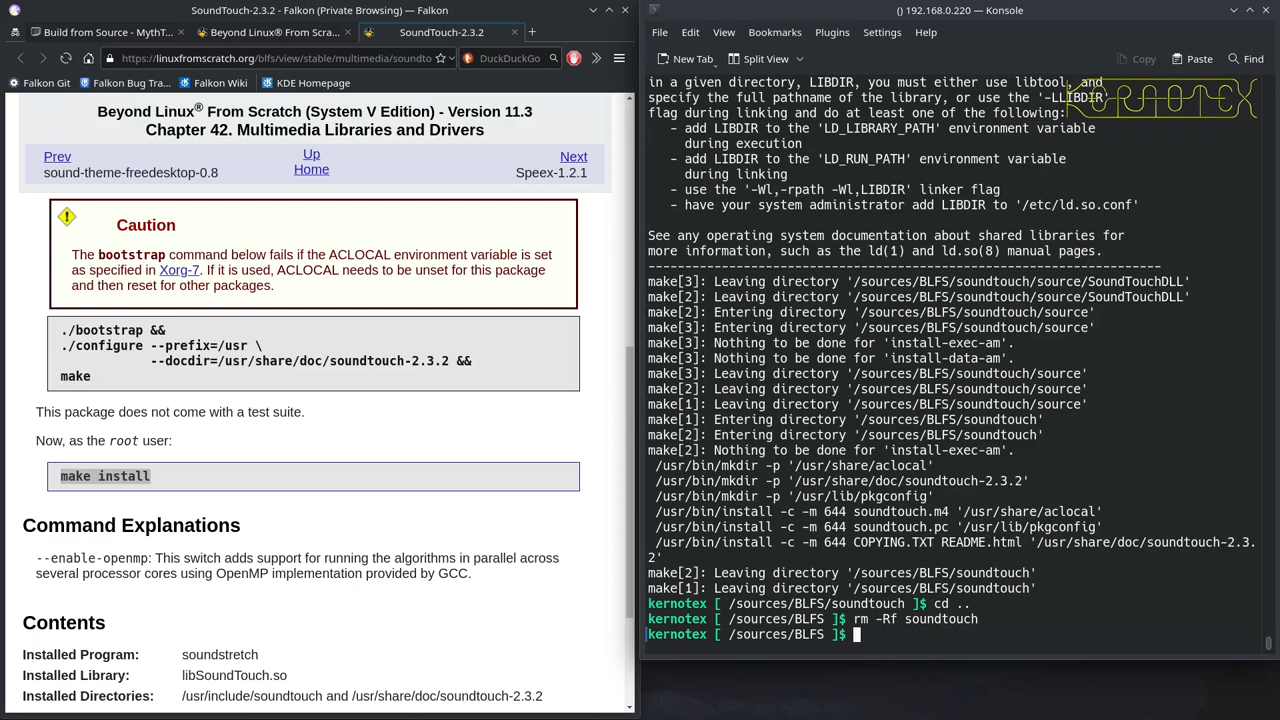 SoundTouch-2.3.2 - Falkon (Private Browsing) — Falkon
Build from Source - MythT...
Beyond Linux® From Scra...
SoundTouch-2.3.2
https://linuxfromscratch.org/blfs/view/stable/multimedia/soundto
DuckDuckGo
Falkon Git
Falkon Bug Tra...
Falkon Wiki
KDE Homepage
Beyond Linux® From Scratch (System V Edition) - Version 11.3
Chapter 42. Multimedia Libraries and Drivers
Prev
Up
Next
sound-theme-freedesktop-0.8
Home
Speex-1.2.1
Caution
The bootstrap command below fails if the ACLOCAL environment variable is set
as specified in Xorg-7. If it is used, ACLOCAL needs to be unset for this package
and then reset for other packages.
./bootstrap &&
./configure --prefix=/usr \
--docdir=/usr/share/doc/soundtouch-2.3.2 &&
make
This package does not come with a test suite.
Now, as the root user:
make install
Command Explanations
--enable-openmp: This switch adds support for running the algorithms in parallel across
several processor cores using OpenMP implementation provided by GCC.
Contents
Installed Program: soundstretch
Installed Library: libSoundTouch.so
Installed Directories: /usr/include/soundtouch and /usr/share/doc/soundtouch-2.3.2
() 192.168.0.220 — Konsole
File Edit View Bookmarks Plugins Settings Help
New Tab
Split View
Copy
Paste
Find
KERNOTEX
in a given directory, LIBDIR, you must either use libtool, and
specify the full pathname of the library, or use the '-LLIBDIR'
flag during linking and do at least one of the following:
- add LIBDIR to the 'LD_LIBRARY_PATH' environment variable
during execution
- add LIBDIR to the 'LD_RUN_PATH' environment variable
during linking
- use the '-Wl,-rpath -Wl,LIBDIR' linker flag
- have your system administrator add LIBDIR to '/etc/ld.so.conf'
See any operating system documentation about shared libraries for
more information, such as the ld(1) and ld.so(8) manual pages.
----------------------------------------------------------------------
make[3]: Leaving directory '/sources/BLFS/soundtouch/source/SoundTouchDLL'
make[2]: Leaving directory '/sources/BLFS/soundtouch/source/SoundTouchDLL'
make[2]: Entering directory '/sources/BLFS/soundtouch/source'
make[3]: Entering directory '/sources/BLFS/soundtouch/source'
make[3]: Nothing to be done for 'install-exec-am'.
make[3]: Nothing to be done for 'install-data-am'.
make[3]: Leaving directory '/sources/BLFS/soundtouch/source'
make[2]: Leaving directory '/sources/BLFS/soundtouch/source'
make[1]: Leaving directory '/sources/BLFS/soundtouch/source'
make[1]: Entering directory '/sources/BLFS/soundtouch'
make[2]: Entering directory '/sources/BLFS/soundtouch'
make[2]: Nothing to be done for 'install-exec-am'.
/usr/bin/mkdir -p '/usr/share/aclocal'
/usr/bin/mkdir -p '/usr/share/doc/soundtouch-2.3.2'
/usr/bin/mkdir -p '/usr/lib/pkgconfig'
/usr/bin/install -c -m 644 soundtouch.m4 '/usr/share/aclocal'
/usr/bin/install -c -m 644 soundtouch.pc '/usr/lib/pkgconfig'
/usr/bin/install -c -m 644 COPYING.TXT README.html '/usr/share/doc/soundtouch-2.3.
2'
make[2]: Leaving directory '/sources/BLFS/soundtouch'
make[1]: Leaving directory '/sources/BLFS/soundtouch'
kernotex [ /sources/BLFS/soundtouch ]$ cd ..
kernotex [ /sources/BLFS ]$ rm -Rf soundtouch
kernotex [ /sources/BLFS ]$